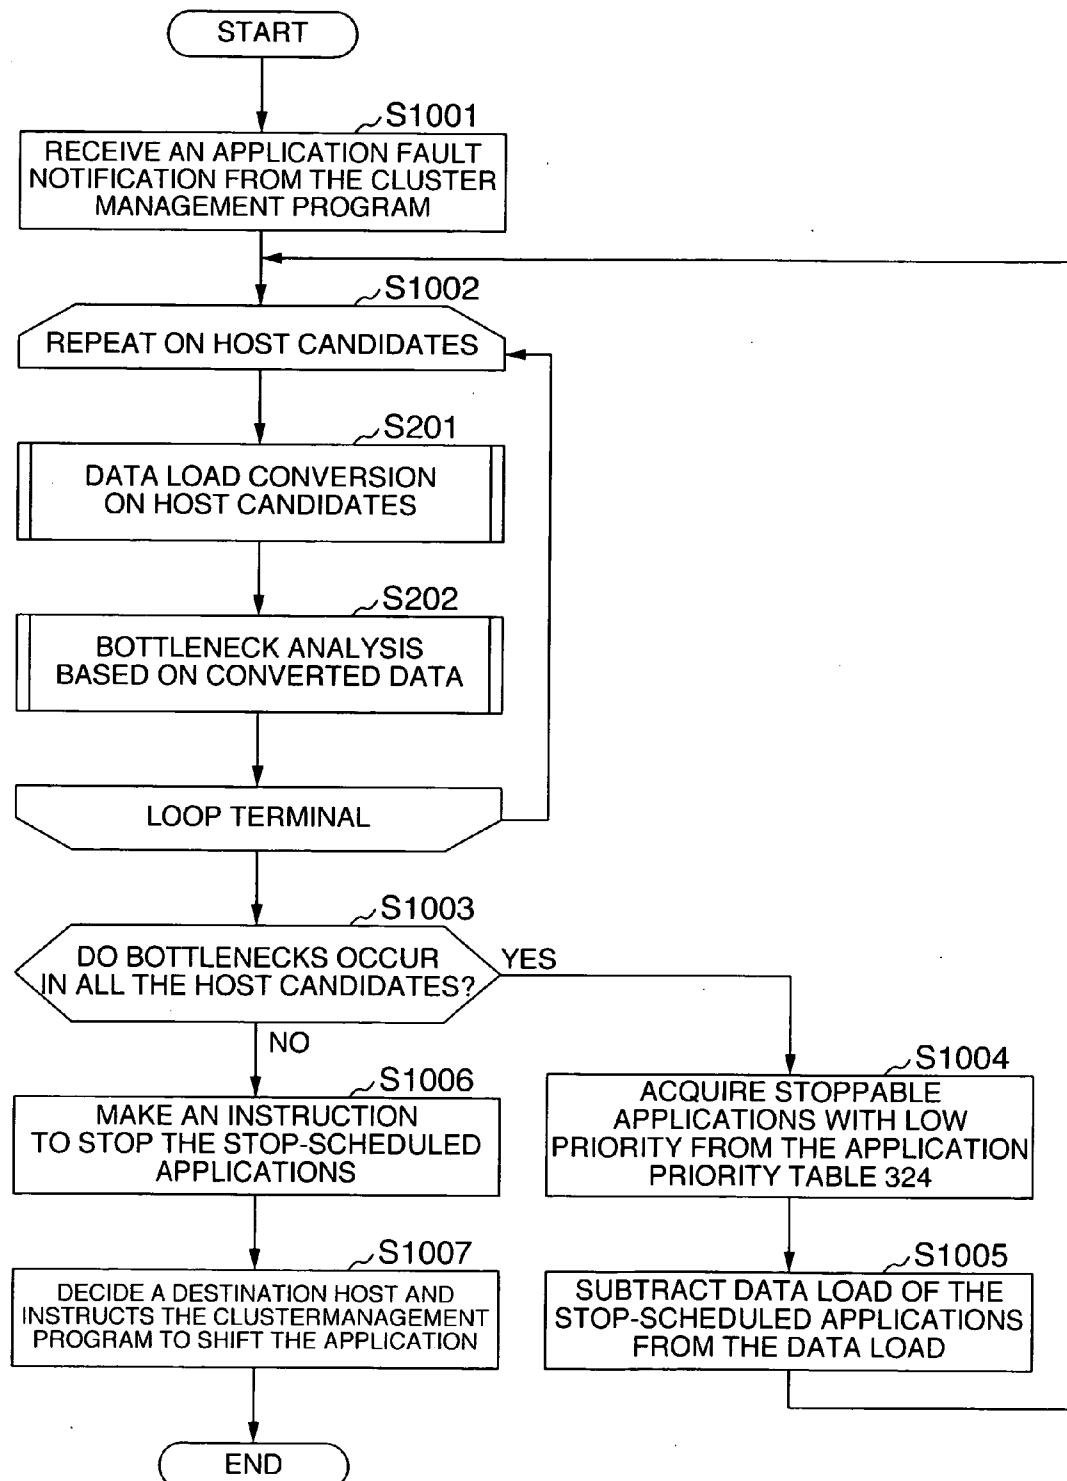 START
S1001
RECEIVE AN APPLICATION FAULT
NOTIFICATION FROM THE CLUSTER
MANAGEMENT PROGRAM
S1002
REPEAT ON HOST CANDIDATES
S201
DATA LOAD CONVERSION
ON HOST CANDIDATES
S202
BOTTLENECK ANALYSIS
BASED ON CONVERTED DATA
LOOP TERMINAL
S1003
DO BOTTLENECKS OCCUR
IN ALL THE HOST CANDIDATES?
YES
NO
S1004
ACQUIRE STOPPABLE
APPLICATIONS WITH LOW
PRIORITY FROM THE APPLICATION
PRIORITY TABLE 324
S1005
SUBTRACT DATA LOAD OF THE
STOP-SCHEDULED APPLICATIONS
FROM THE DATA LOAD
S1006
MAKE AN INSTRUCTION
TO STOP THE STOP-SCHEDULED
APPLICATIONS
S1007
DECIDE A DESTINATION HOST AND
INSTRUCTS THE CLUSTERMANAGEMENT
PROGRAM TO SHIFT THE APPLICATION
END